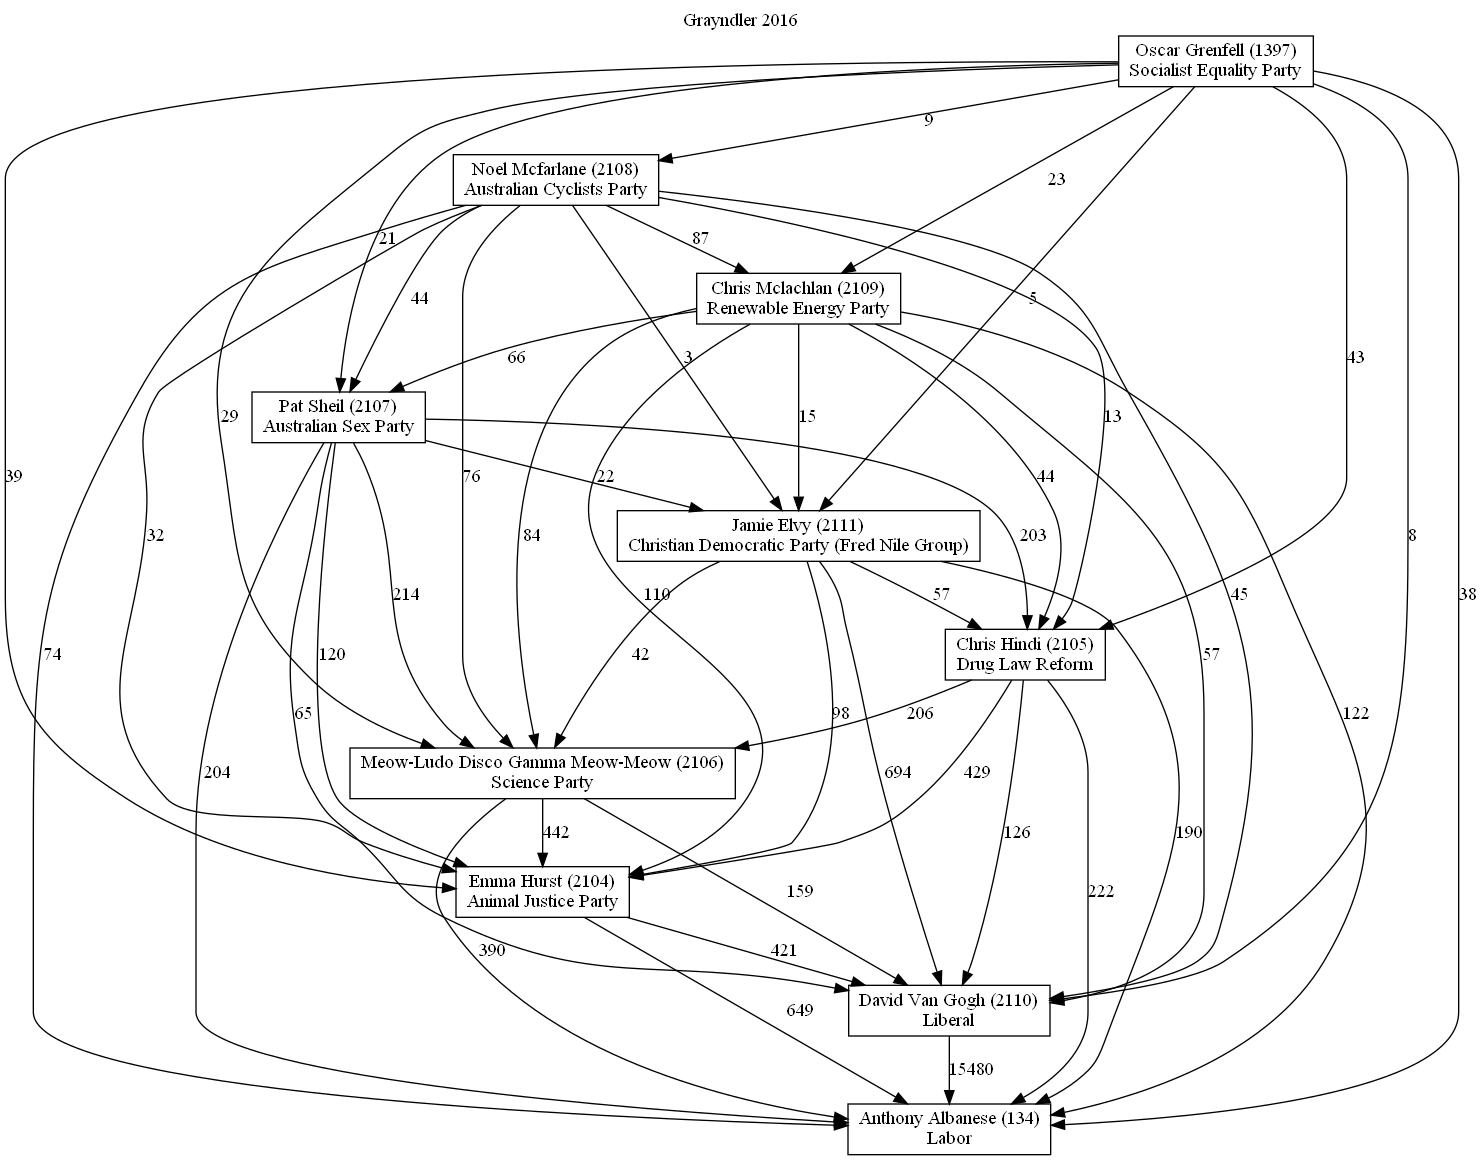 Grayndler 2016
Oscar Grenfell (1397)
Socialist Equality Party
9
Noel Mcfarlane (2108)
Australian Cyclists Party
23
21
87
44
Chris Mclachlan (2109)
Renewable Energy Party
5
66
3
43
Pat Sheil (2107)
Australian Sex Party
29
15
13
39
76
22
44
Jamie Elvy (2111)
Christian Democratic Party (Fred Nile Group)
32
84
203
8
214
110
57
45
38
Chris Hindi (2105)
Drug Law Reform
74
120
42
57
65
98
206
122
Meow-Ludo Disco Gamma Meow-Meow (2106)
Science Party
204
694
429
442
126
190
Emma Hurst (2104)
Animal Justice Party
159
222
390
421
David Van Gogh (2110)
Liberal
649
15480
Anthony Albanese (134)
Labor